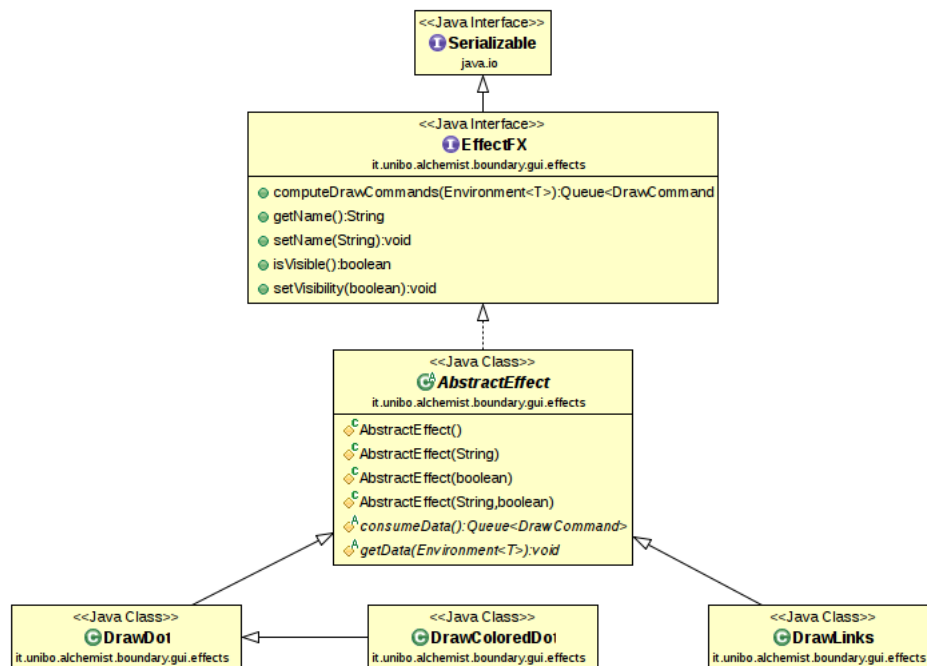 <<Java Interface>>
Serializable
java.io
<<Java Interface>>
EffectFX
it.unibo.alchemist.boundary.gui.effects
computeDrawCommands(Environment<T>):Queue<DrawCommand
getName():String
setName(String):void
isVisible():boolean
setVisibility(boolean):void
<<Java Class>>
AbstractEffect
it.unibo.alchemist.boundary.gui.effects
AbstractEffect()
AbstractEffect(String)
AbstractEffect(boolean)
AbstractEffect(String,boolean)
consumeData():Queue<DrawCommand>
getData(Environment<T>):void
<<Java Class>>
DrawDot
it.unibo.alchemist.boundary.gui.effects
<<Java Class>>
DrawColoredDot
it.unibo.alchemist.boundary.gui.effects
<<Java Class>>
DrawLinks
it.unibo.alchemist.boundary.gui.effects